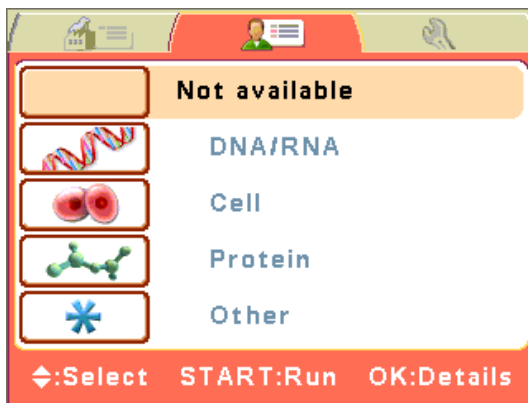 Not available
DNA/RNA
Cell
Protein
Other
:Select START:Run OK:Details